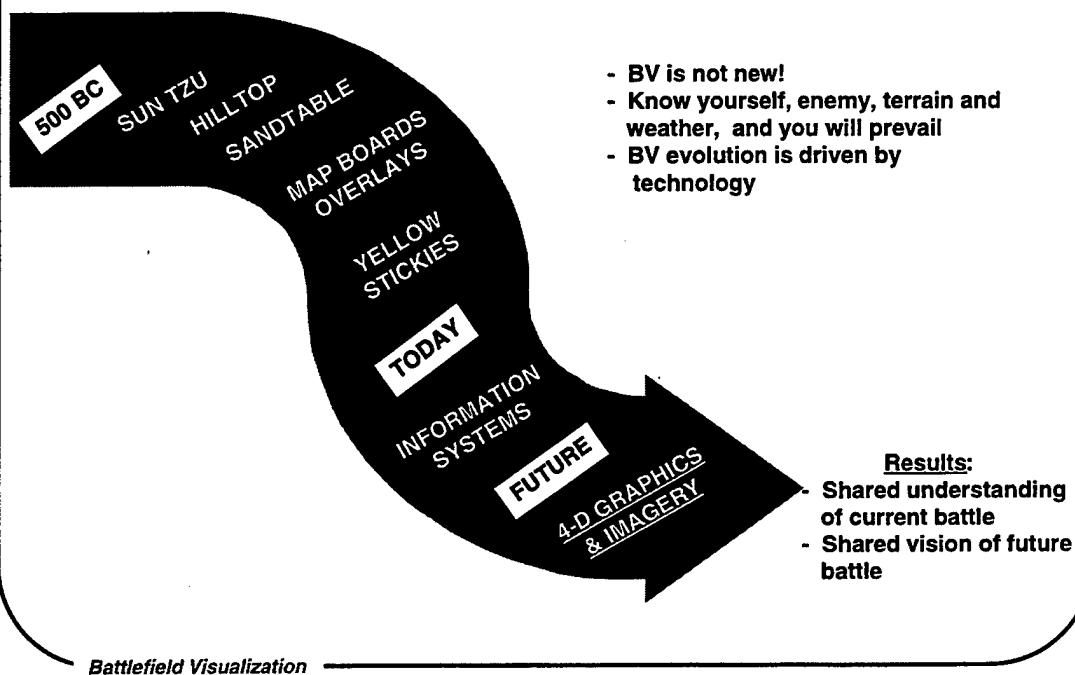 500 BC
SUN TZU
HILLTOP
SANDTABLE
MAP BOARDS
OVERLAYS
YELLOW
STICKIES
TODAY
INFORMATION
SYSTEMS
FUTURE
4-D GRAPHICS
& IMAGERY
- BV is not new!
- Know yourself, enemy, terrain and
weather, and you will prevail
- BV evolution is driven by
technology
Results:
- Shared understanding
of current battle
- Shared vision of future
battle
Battlefield Visualization